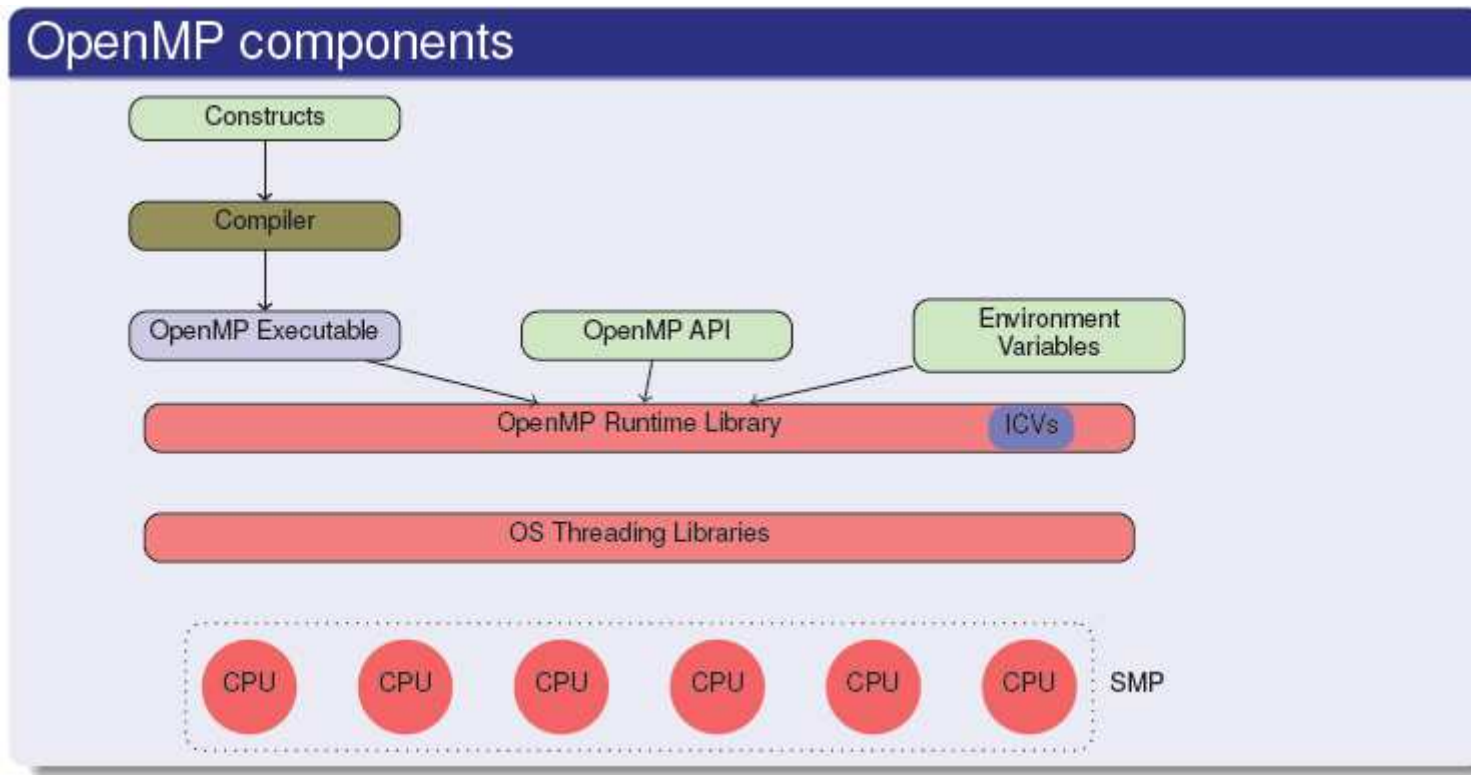 OpenMP components
Constructs
Compiler
OpenMP Executable
OpenMP API
Environment
Variables
OpenMP Runtime Library
ICVs
OS Threading Libraries
CPU
CPU
CPU
CPU
CPU
CPU
SMP